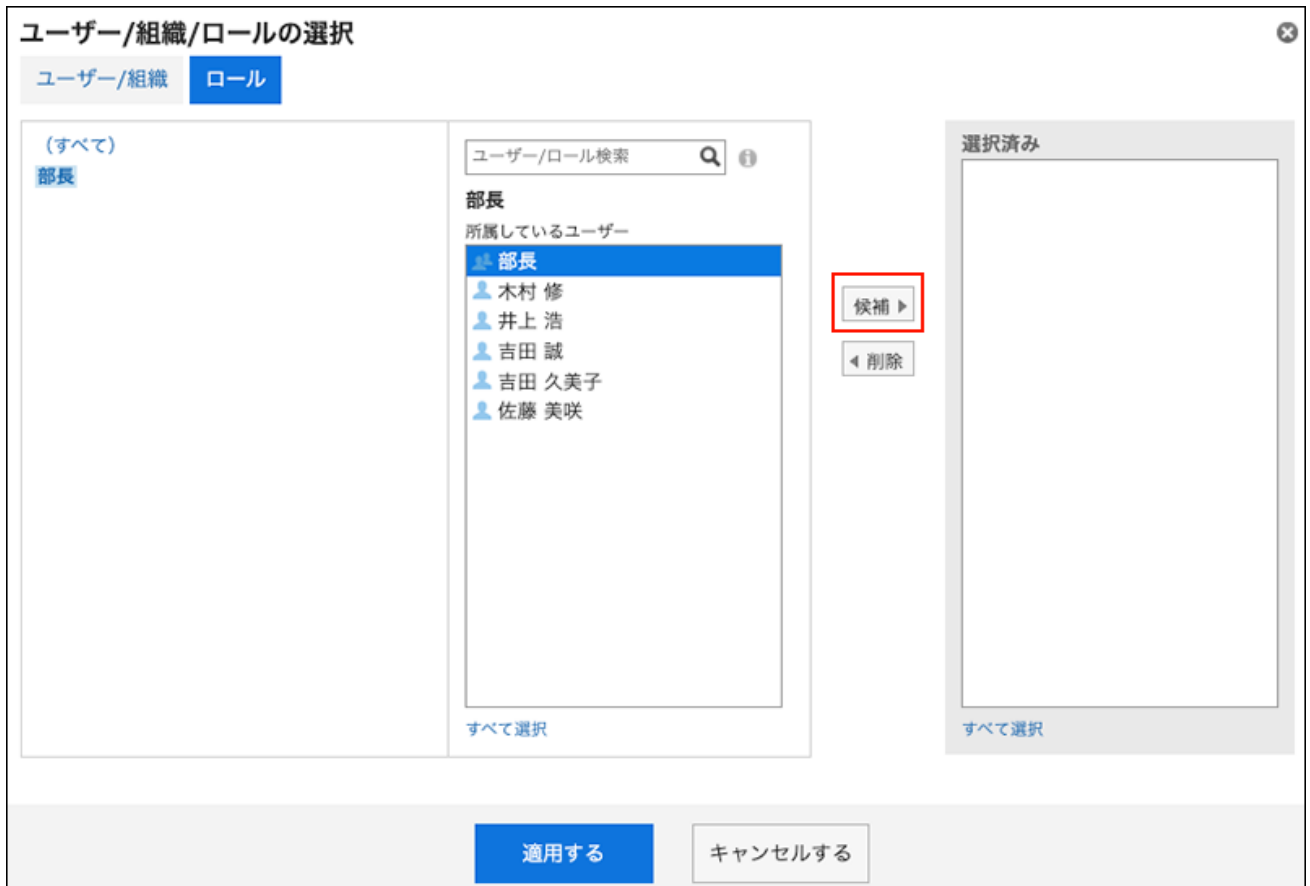 ユーザー/組織/ロールの選択
ユーザー/組織
ロール
(すべて)
部長
ユーザー/ロール検索
部長
所属しているユーザー
部長
木村 修
井上 浩
吉田 誠
吉田 久美子
佐藤 美咲
すべて選択
候補
削除
選択済み
すべて選択
適用する
キャンセルする